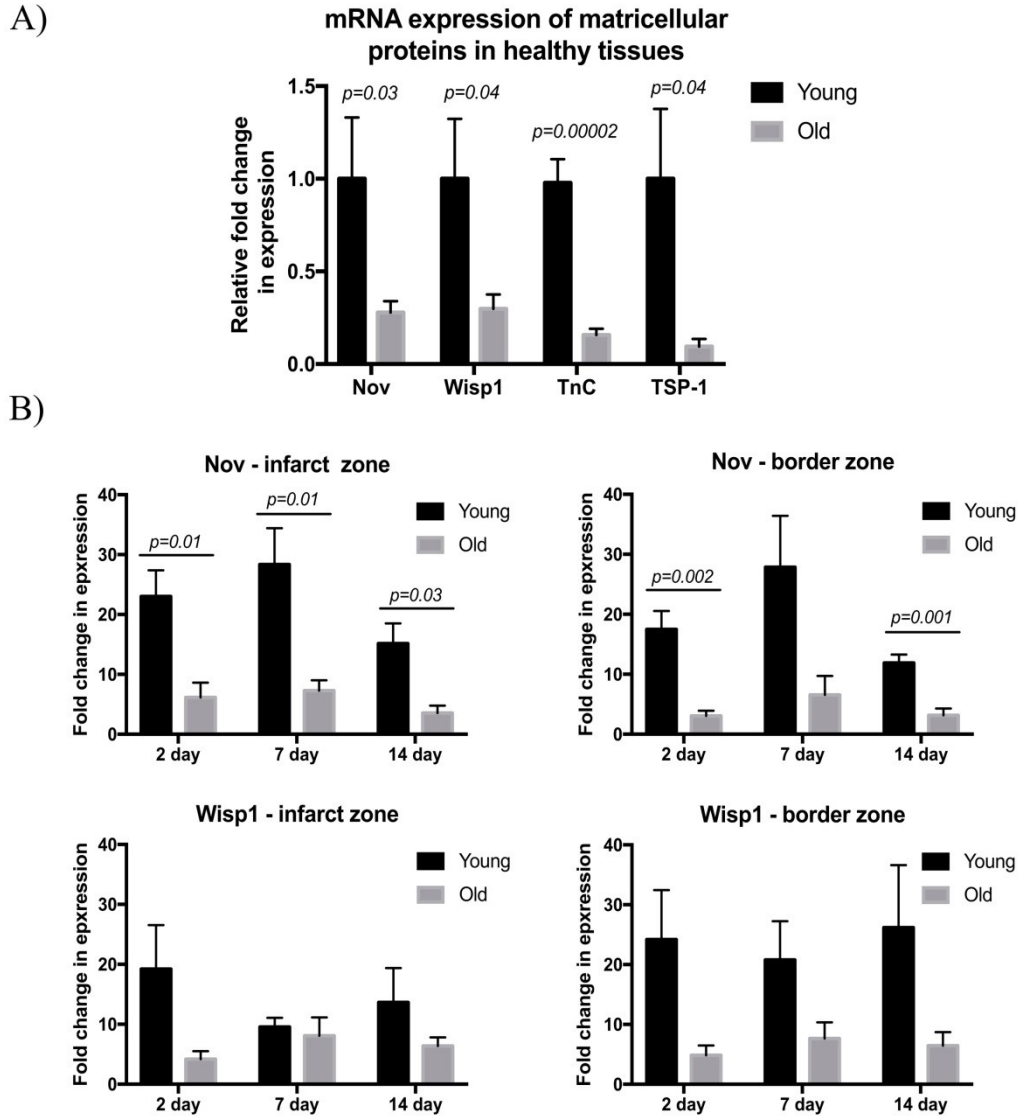 A)
mRNA expression of matricellular
proteins in healthy tissues
Relative fold change
in expression
1.5
1.0
0.5
0.0
p=0.03
p=0.04
p=0.00002
p=0.04
Young
Old
Nov
Wisp1
TnC
TSP-1
B)
Nov - infarct zone
Fold change in epxression
40
30
20
10
0
p=0.01
p=0.01
p=0.03
Young
Old
2 day
7 day
14 day
Nov - border zone
Fold change in epxression
40
30
20
10
0
p=0.002
p=0.001
Young
Old
2 day
7 day
14 day
Wisp1 - infarct zone
Fold change in epxression
40
30
20
10
0
Young
Old
2 day
7 day
14 day
Wisp1 - border zone
Fold change in epxression
40
30
20
10
0
Young
Old
2 day
7 day
14 day